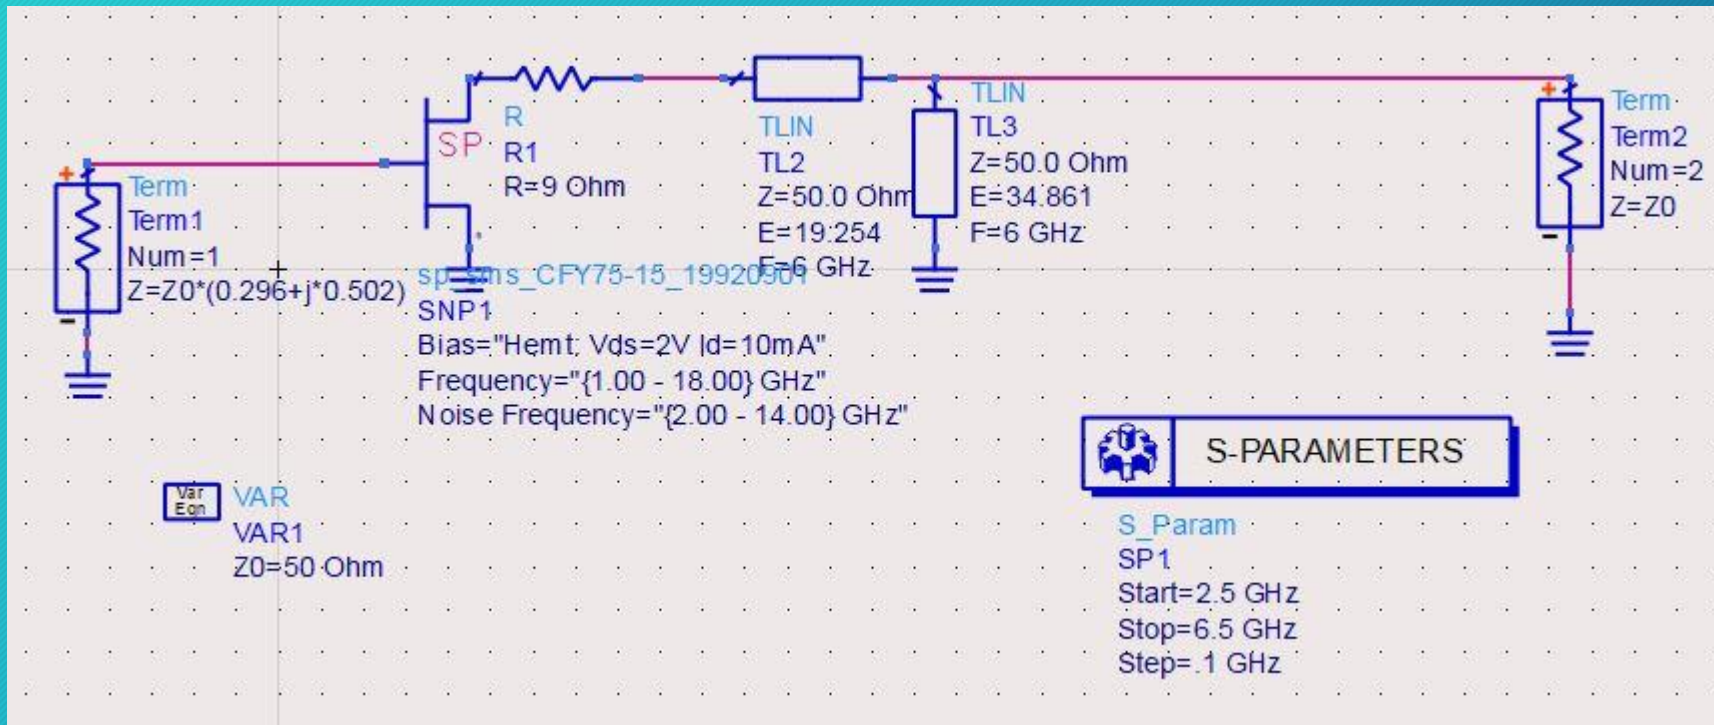 Term
Term1
Num=1
Z=Z0*(0.296+j*0.502)
SP
R
R1
R=9 Ohm
sp_sms_CFY75-15_19920901
SNP1
Bias="Hemt: Vds=2V Id=10mA"
Frequency="{1.00 - 18.00} GHz"
Noise Frequency="{2.00 - 14.00} GHz"
TLIN
TL2
Z=50.0 Ohm
E=19.254
F=6 GHz
TLIN
TL3
Z=50.0 Ohm
E=34.861
F=6 GHz
Term
Term2
Num=2
Z=Z0
Var
Eqn
VAR
VAR1
Z0=50 Ohm
S-PARAMETERS
S_Param
SP1
Start=2.5 GHz
Stop=6.5 GHz
Step=.1 GHz